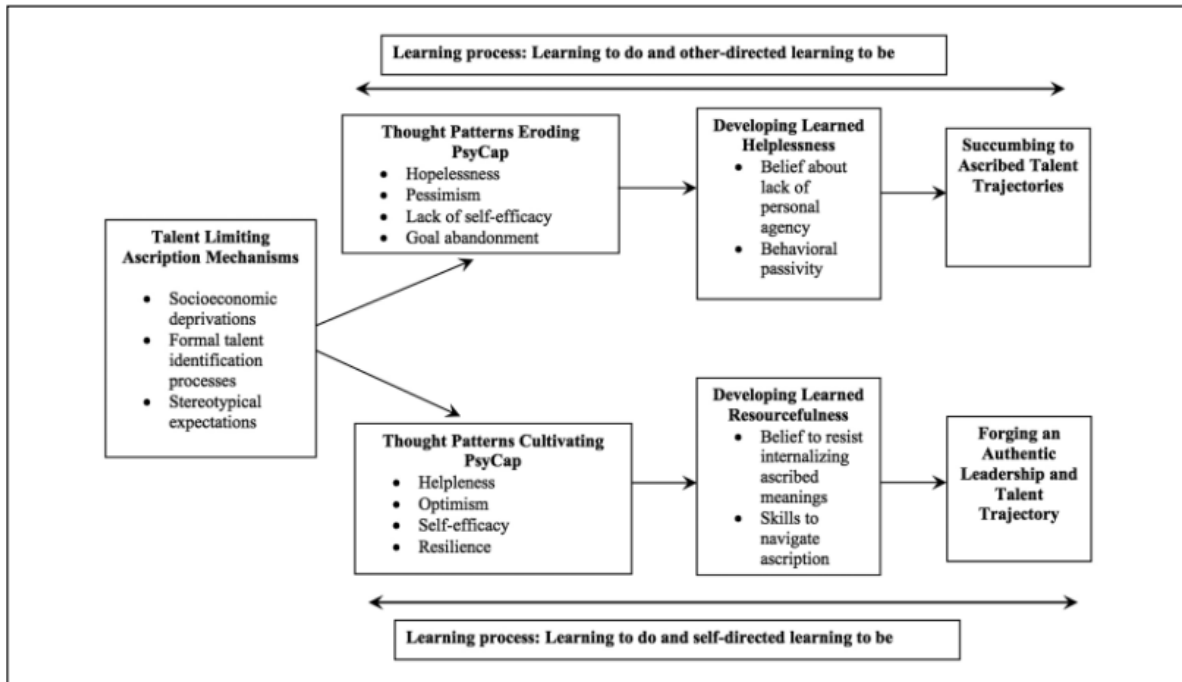 Learning process: Learning to do and other-directed learning to be
Thought Patterns Eroding
PsyCap
• Hopelessness
• Pessimism
• Lack of self-efficacy
• Goal abandonment
Developing Learned
Helplessness
• Belief about
lack of
personal
agency
• Behavioral
passivity
Succumbing to
Ascribed Talent
Trajectories
Talent Limiting
Ascription Mechanisms
• Socioeconomic
deprivations
• Formal talent
identification
processes
• Stereotypical
expectations
Thought Patterns Cultivating
PsyCap
• Helpleness
• Optimism
• Self-efficacy
• Resilience
Developing Learned
Resourcefulness
• Belief to resist
internalizing
ascribed
meanings
• Skills to
navigate
ascription
Forging an
Authentic
Leadership and
Talent
Trajectory
Learning process: Learning to do and self-directed learning to be